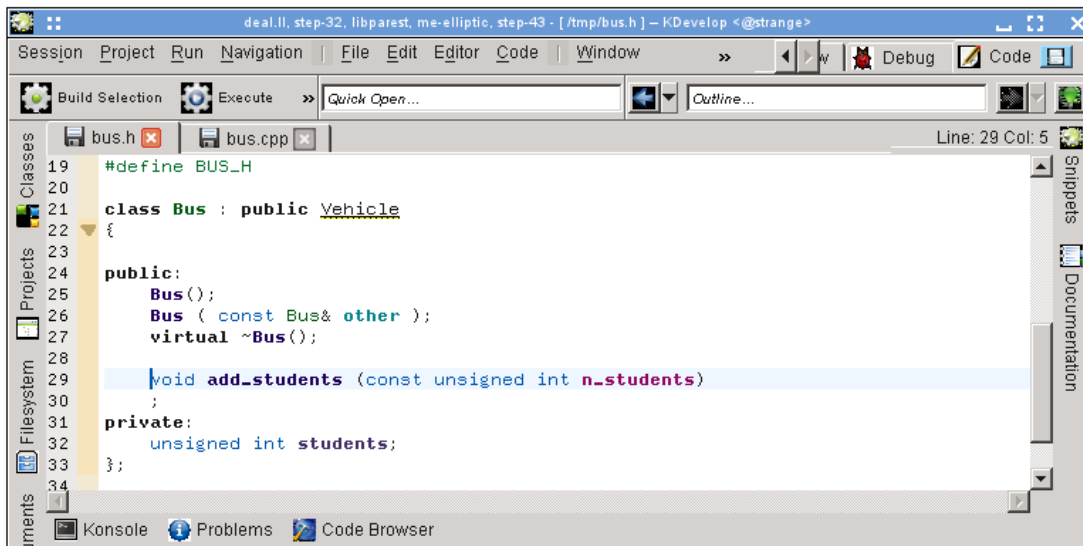 deal.II, step-32, libparest, me-elliptic, step-43 - [ /tmp/bus.h ] – KDevelop <@strange>
Session Project Run Navigation | File Edit Editor Code | Window » w Debug Code
Build Selection Execute » Quick Open... Outline...
bus.h bus.cpp Line: 29 Col: 5
19 #define BUS_H
20
21 class Bus : public Vehicle
22 {
23
24 public:
25 Bus();
26 Bus ( const Bus& other );
27 virtual ~Bus();
28
29 void add_students (const unsigned int n_students)
30 ;
31 private:
32 unsigned int students;
33 };
34
Classes
Projects
Filesystem
uments
Snippets
Documentation
Konsole Problems Code Browser